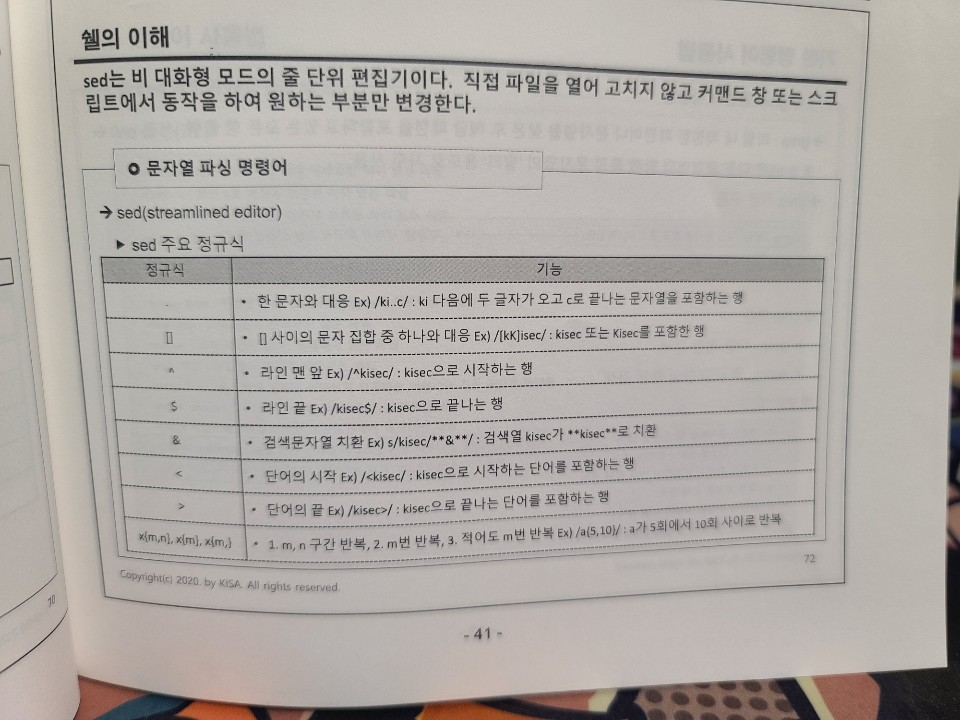 쉘의 이해
sed는 비 대화형 모드의 줄 단위 편집기이다. 직접 파일을 열어 고치지 않고 커맨드 창 또는 스크
립트에서 동작을 하여 원하는 부분만 변경한다.
문자열 파싱 명령어
→ sed(streamlined editor)
▶ sed 주요 정규식
정규식 기능
. • 한 문자와 대응 Ex) /ki..c/ : ki 다음에 두 글자가 오고 c로 끝나는 문자열을 포함하는 행
[] • [] 사이의 문자 집합 중 하나와 대응 Ex) /[kK]isec/ : kisec 또는 Kisec를 포함한 행
^ • 라인 맨 앞 Ex) /^kisec/ : kisec으로 시작하는 행
$ • 라인 끝 Ex) /kisec$/ : kisec으로 끝나는 행
& • 검색문자열 치환 Ex) s/kisec/**&**/ : 검색열 kisec가 **kisec**로 치환
< • 단어의 시작 Ex) /<kisec/ : kisec으로 시작하는 단어를 포함하는 행
> • 단어의 끝 Ex) /kisec>/ : kisec으로 끝나는 단어를 포함하는 행
x{m,n}, x{m}, x{m,} • 1. m, n 구간 반복, 2. m번 반복, 3. 적어도 m번 반복 Ex) /a{5,10}/ : a가 5회에서 10회 사이로 반복
72
Copyright(c) 2020. by KISA. All rights reserved.
- 41 -
70